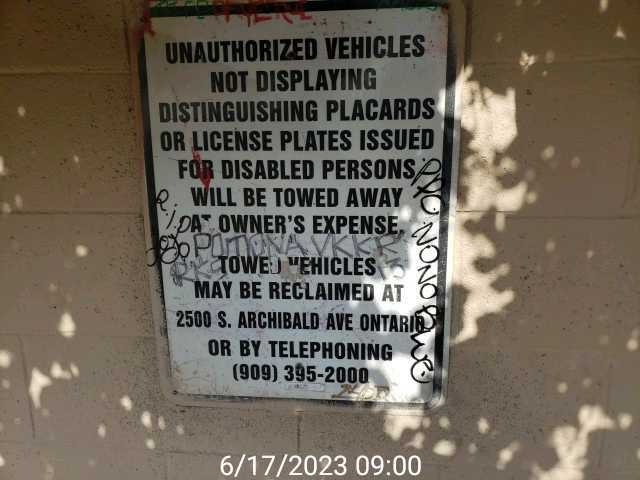 UNAUTHORIZED VEHICLES
NOT DISPLAYING
DISTINGUISHING PLACARDS
OR LICENSE PLATES ISSUED
FOR DISABLED PERSONS
WILL BE TOWED AWAY
AT OWNER'S EXPENSE.
POMONA VKKR
TOWED VEHICLES
MAY BE RECLAIMED AT
2500 S. ARCHIBALD AVE ONTARIO
OR BY TELEPHONING
(909) 395-2000
6/17/2023 09:00